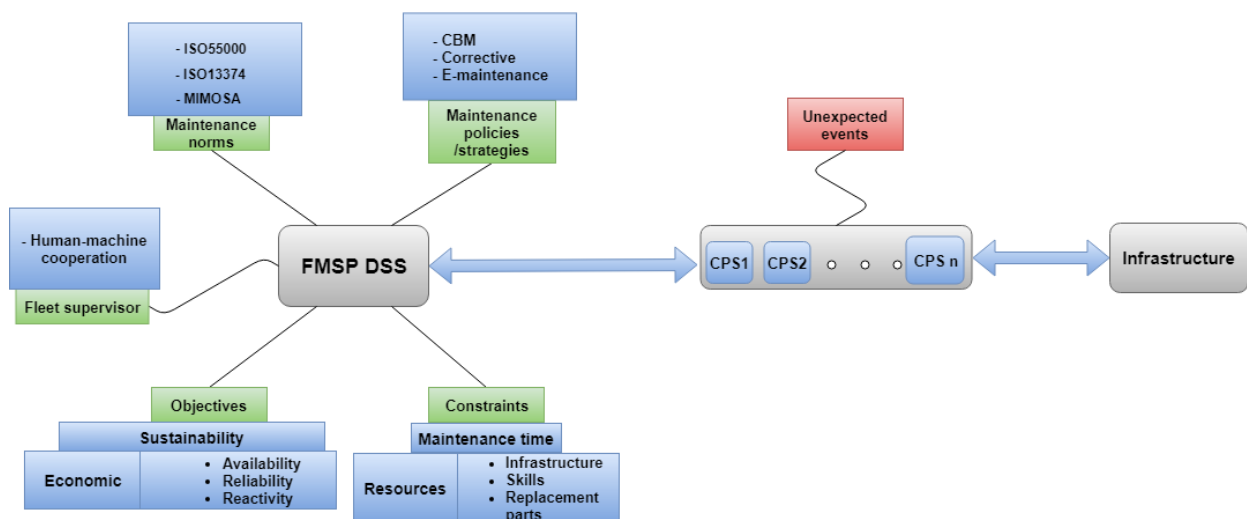 - ISO55000
- ISO13374
- MIMOSA
Maintenance
norms
- CBM
- Corrective
- E-maintenance
Maintenance
policies
/strategies
Unexpected
events
- Human-machine
cooperation
Fleet supervisor
FMSP DSS
CPS1
CPS2
CPS n
Infrastructure
Objectives
Sustainability
Economic
• Availability
• Reliability
• Reactivity
Constraints
Maintenance time
Resources
• Infrastructure
• Skills
• Replacement
parts